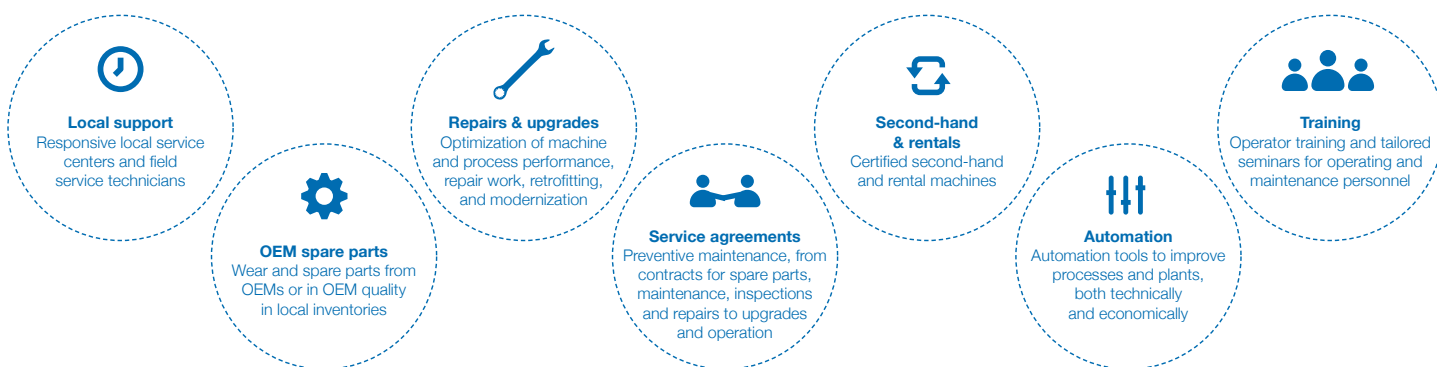 Local support
Responsive local service
centers and field
service technicians
OEM spare parts
Wear and spare parts from
OEMs or in OEM quality
in local inventories
Repairs & upgrades
Optimization of machine
and process performance,
repair work, retrofitting,
and modernization
Service agreements
Preventive maintenance, from
contracts for spare parts,
maintenance, inspections
and repairs to upgrades
and operation
Second-hand
& rentals
Certified second-hand
and rental machines
Automation
Automation tools to improve
processes and plants,
both technically
and economically
Training
Operator training and tailored
seminars for operating and
maintenance personnel